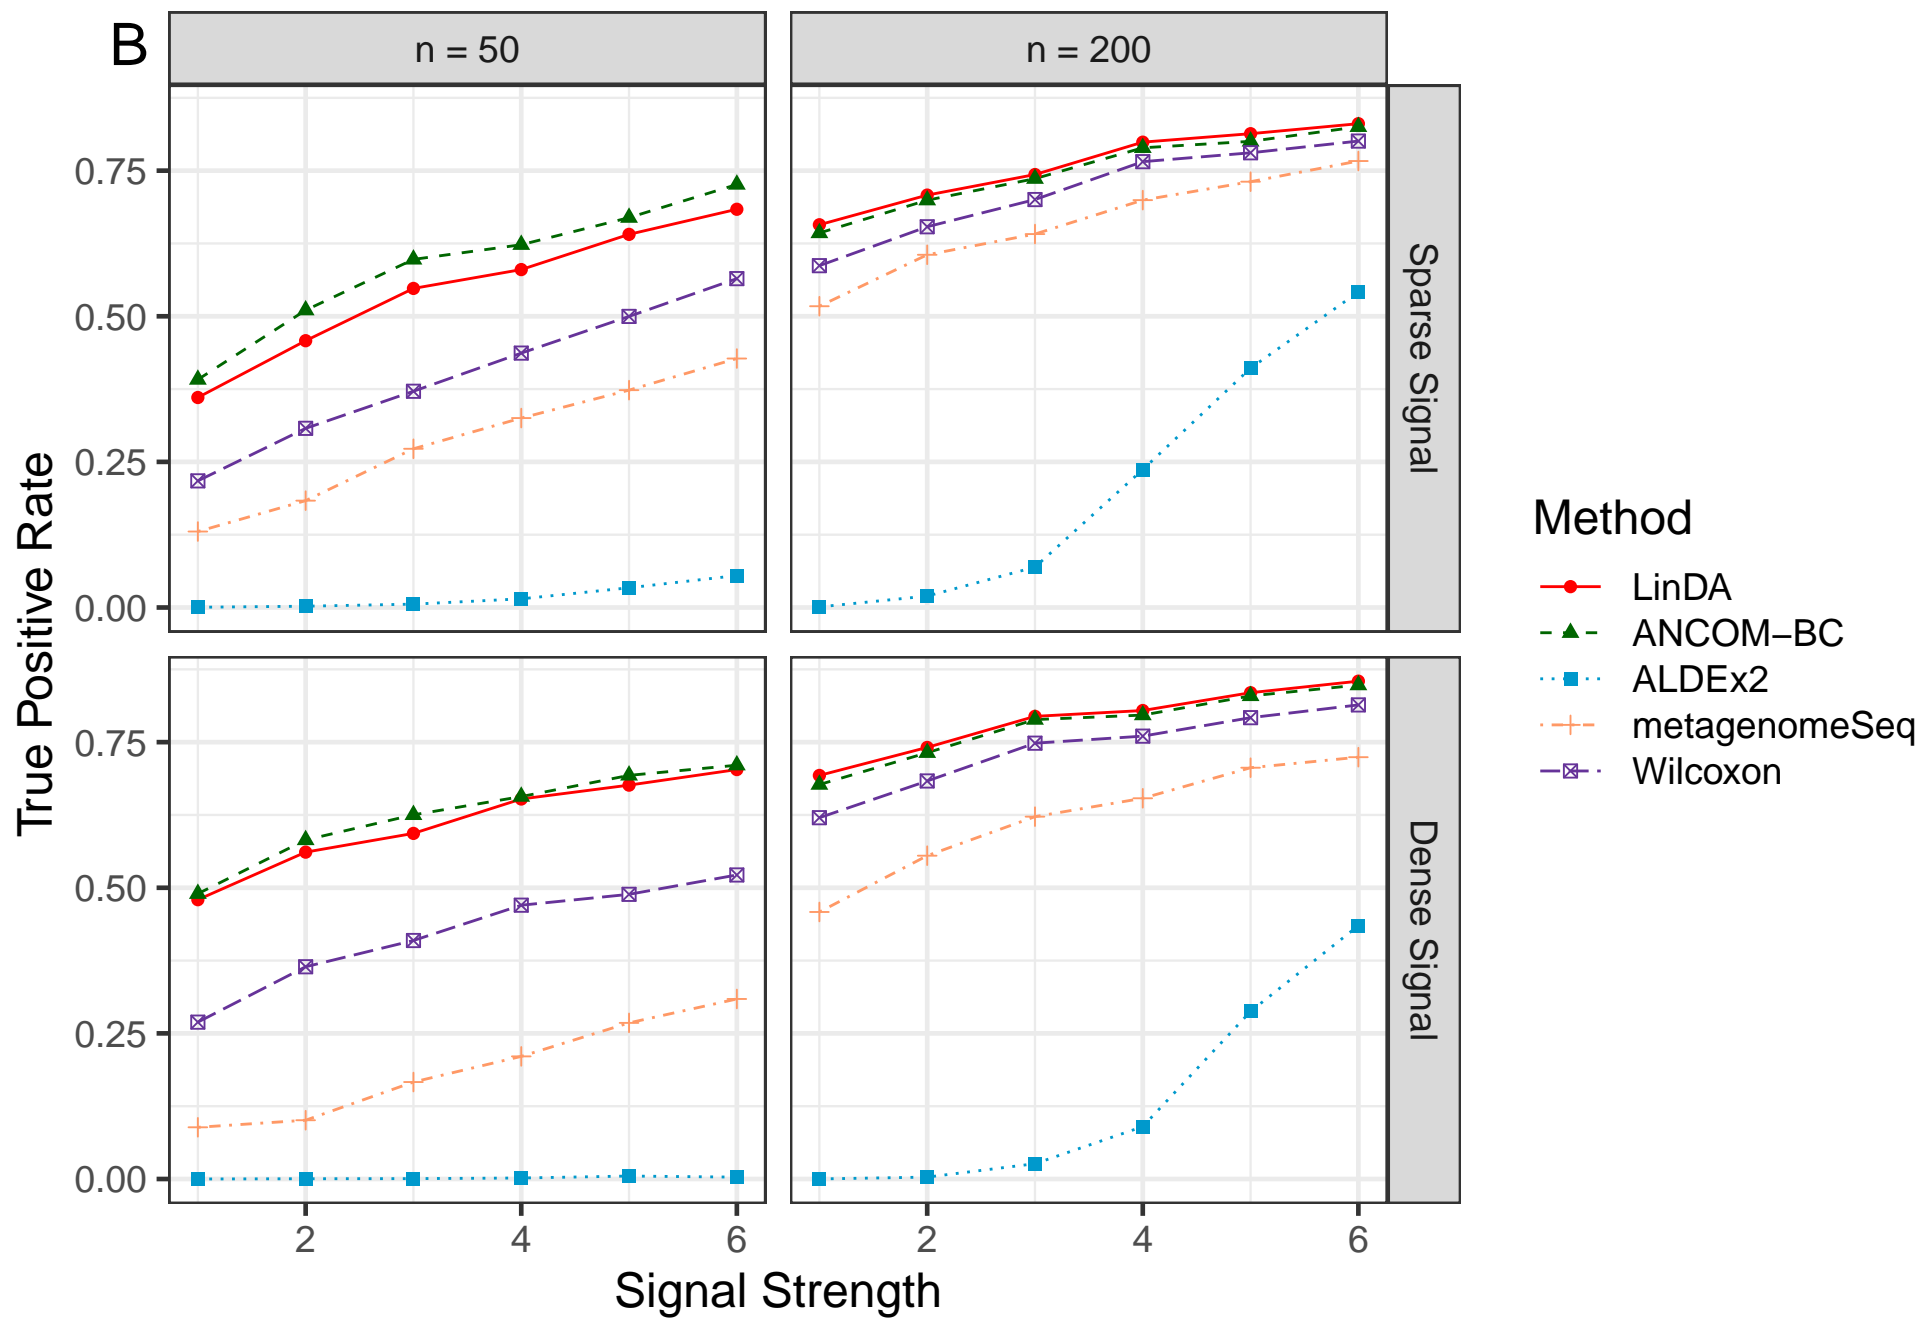 B
n = 50
n = 200
True Positive Rate
0.75
0.50
0.25
0.00
Sparse Signal
0.75
0.50
0.25
0.00
Dense Signal
2
4
6
2
4
6
Signal Strength
Method
LinDA
ANCOM−BC
ALDEx2
metagenomeSeq
Wilcoxon